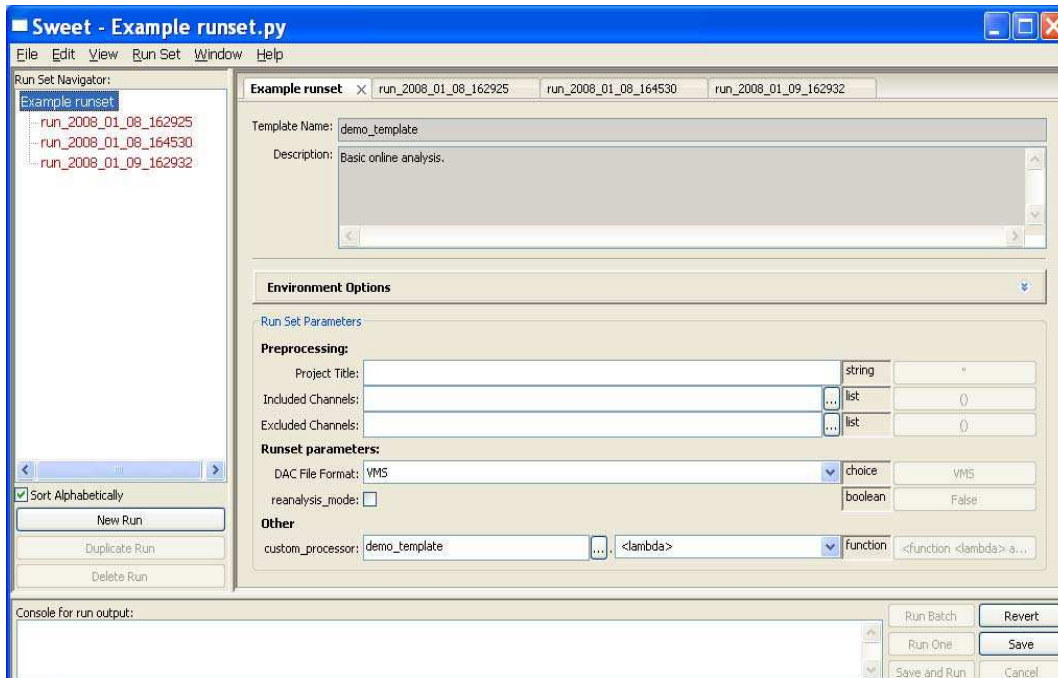 Sweet - Example runset.py
File Edit View Run Set Window Help
Run Set Navigator:
Example runset
run_2008_01_08_162925
run_2008_01_08_164530
run_2008_01_09_162932
Sort Alphabetically
New Run
Duplicate Run
Delete Run
Example runset run_2008_01_08_162925 run_2008_01_08_164530 run_2008_01_09_162932
Template Name: demo_template
Description: Basic online analysis.
Environment Options
Run Set Parameters
Preprocessing:
Project Title: string
Included Channels: ... list ()
Excluded Channels: ... list ()
Runset parameters:
DAC File Format: VMS choice VMS
reanalysis_mode: boolean False
Other
custom_processor: demo_template ... . <lambda> function <function <lambda> a...
Console for run output:
Run Batch Revert
Run One Save
Save and Run Cancel